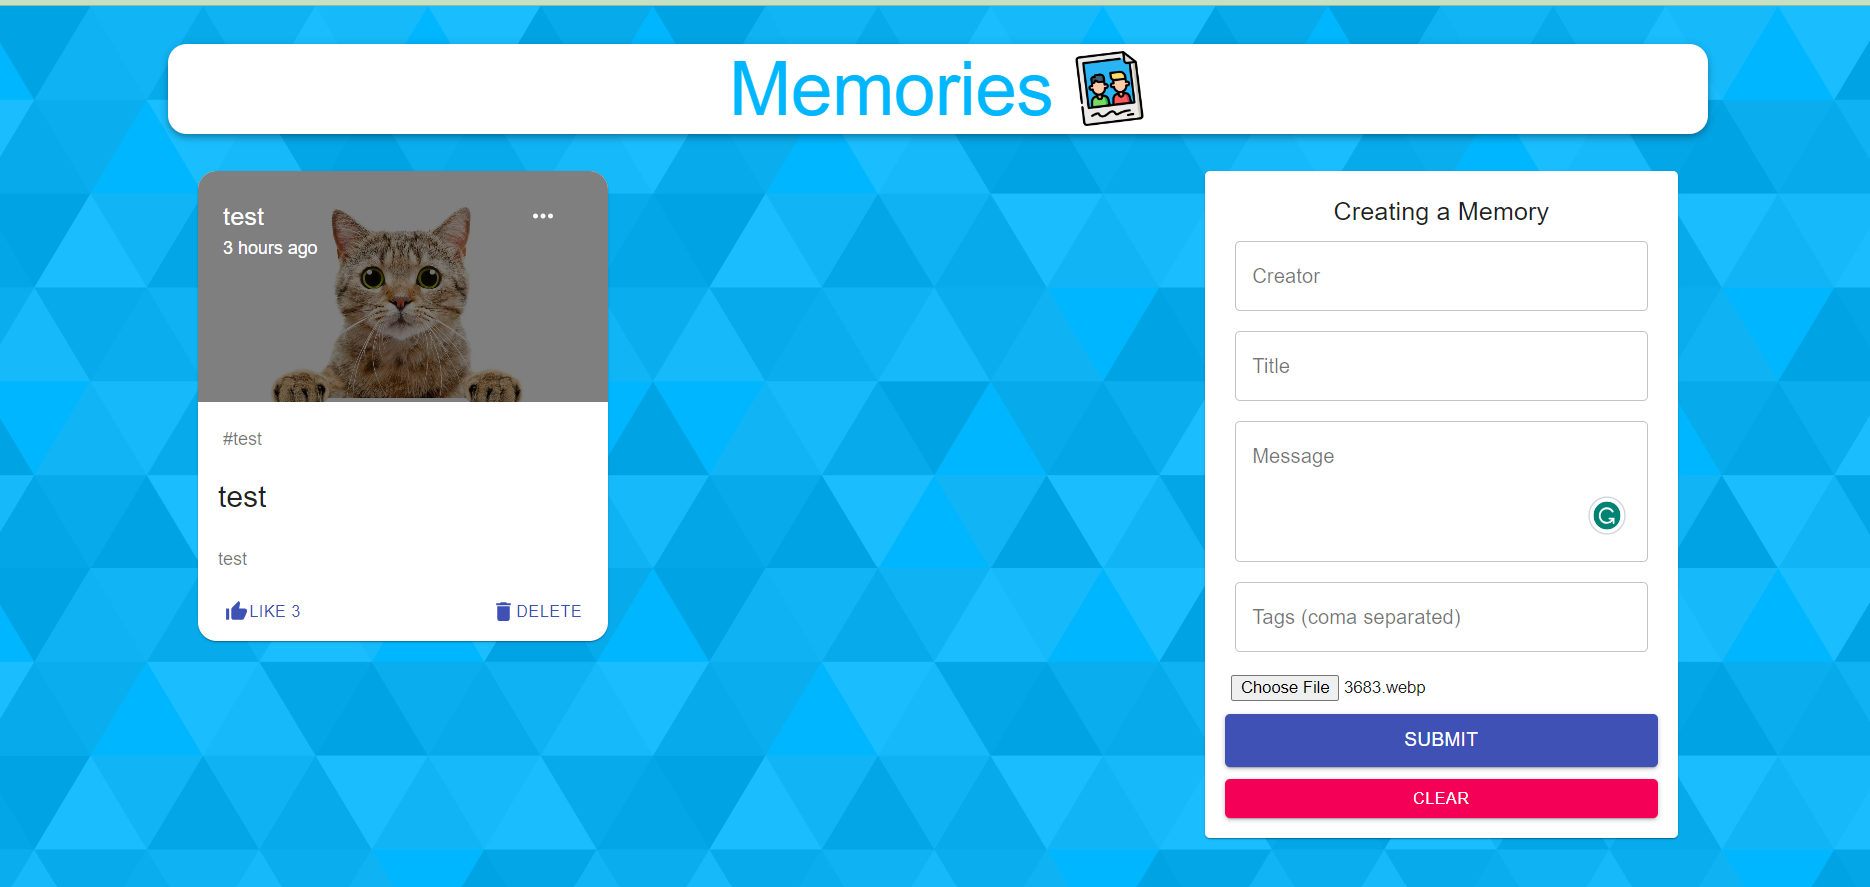 Memories
test
3 hours ago
#test
test
test
LIKE 3
DELETE
Creating a Memory
Creator
Title
Message
Tags (coma separated)
Choose File 3683.webp
SUBMIT
CLEAR